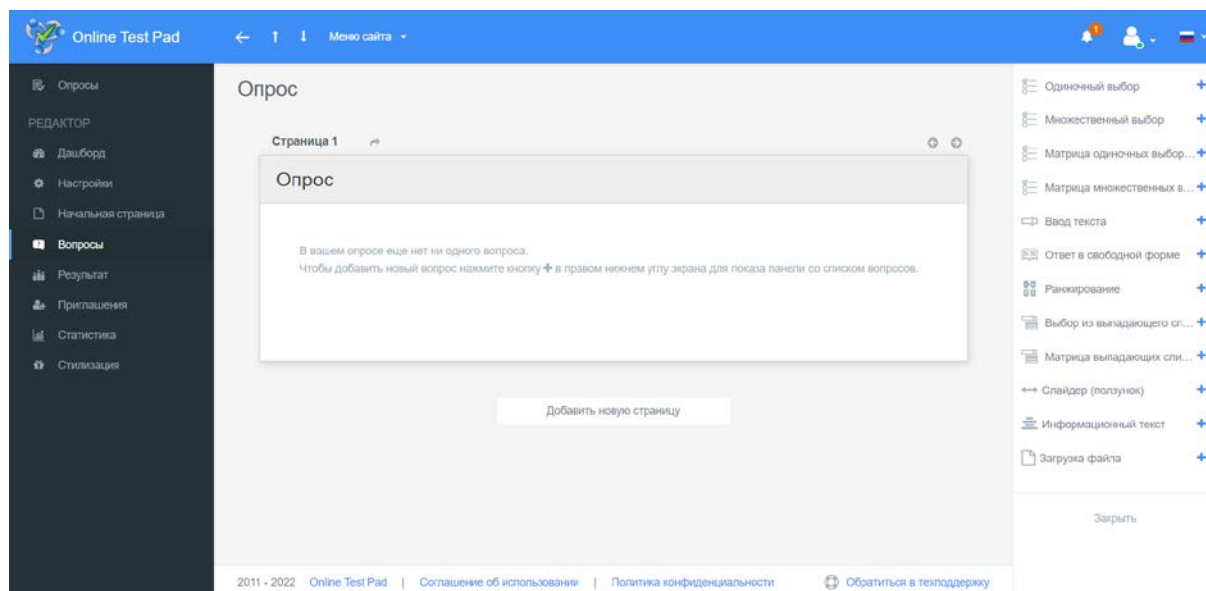 Online Test Pad
Меню сайта
1
Опросы
РЕДАКТОР
Дашборд
Настройки
Начальная страница
Вопросы
Результат
Приглашения
Статистика
Стилизация
Опрос
Страница 1
Опрос
В вашем опросе еще нет ни одного вопроса.
Чтобы добавить новый вопрос нажмите кнопку + в правом нижнем углу экрана для показа панели со списком вопросов.
Добавить новую страницу
2011 - 2022 Online Test Pad | Соглашение об использовании | Политика конфиденциальности Обратиться в техподдержку
Одиночный выбор
Множественный выбор
Матрица одиночных выбор...
Матрица множественных в...
Ввод текста
Ответ в свободной форме
Ранжирование
Выбор из выпадающего сп...
Матрица выпадающих спи...
Слайдер (ползунок)
Информационный текст
Загрузка файла
Закрыть